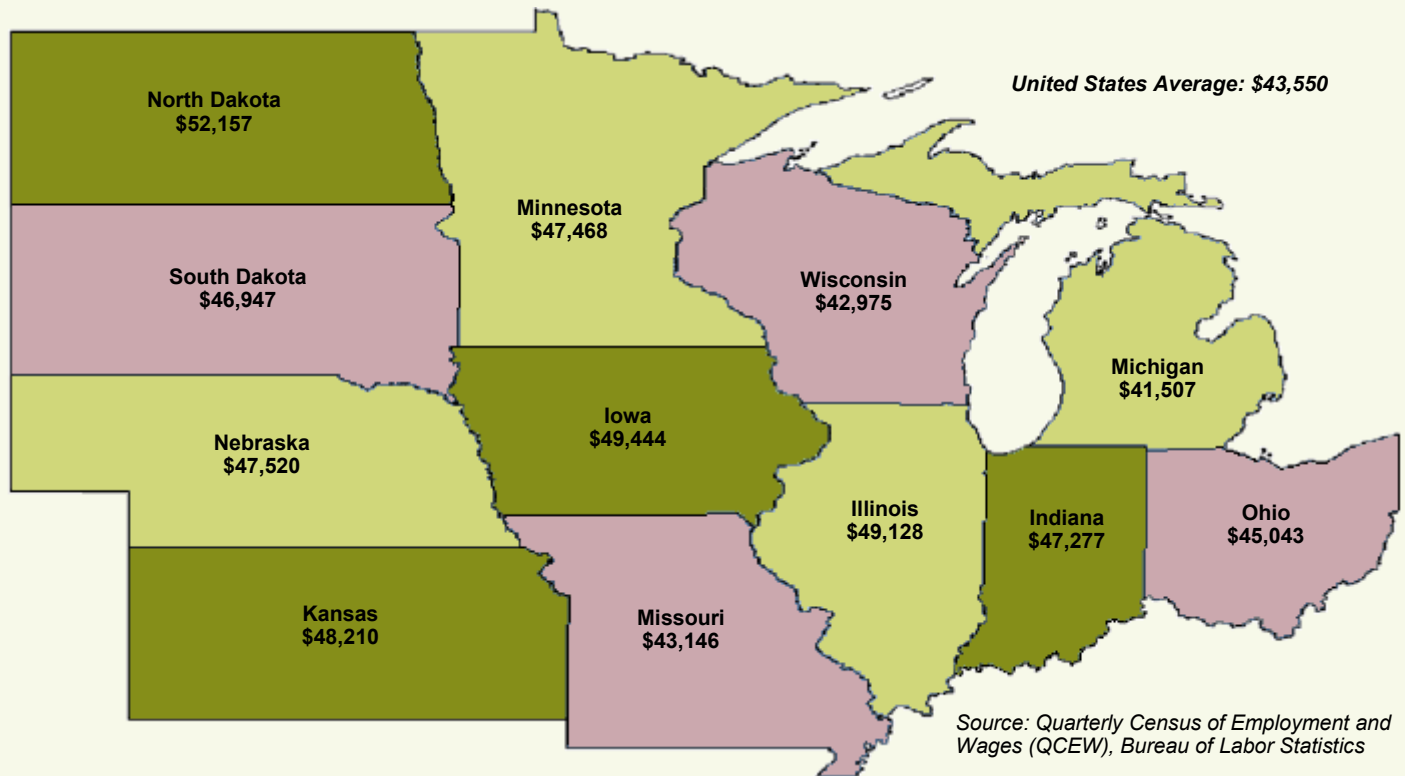 United States Average: $43,550
North Dakota
$52,157
Minnesota
$47,468
South Dakota
$46,947
Wisconsin
$42,975
Michigan
$41,507
Iowa
$49,444
Nebraska
$47,520
Illinois
$49,128
Indiana
$47,277
Ohio
$45,043
Kansas
$48,210
Missouri
$43,146
Source: Quarterly Census of Employment and
Wages (QCEW), Bureau of Labor Statistics